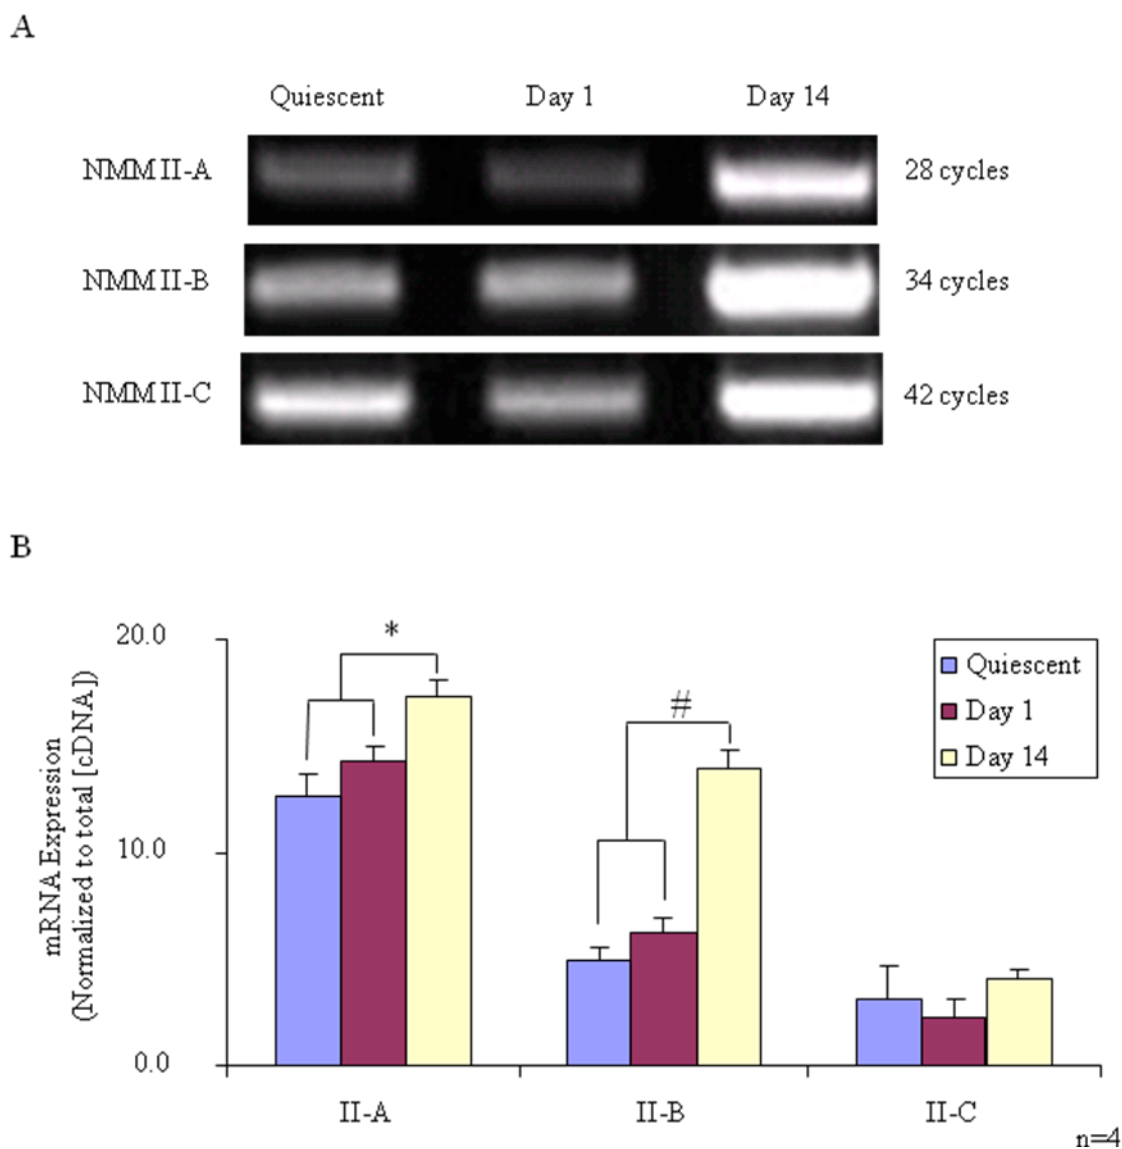 A
Quiescent Day 1 Day 14
NMM II-A 28 cycles
NMM II-B 34 cycles
NMM II-C 42 cycles
B
mRNA Expression
(Normalized to total [cDNA])
20.0
10.0
0.0
*
#
Quiescent
Day 1
Day 14
II-A II-B II-C
n=4